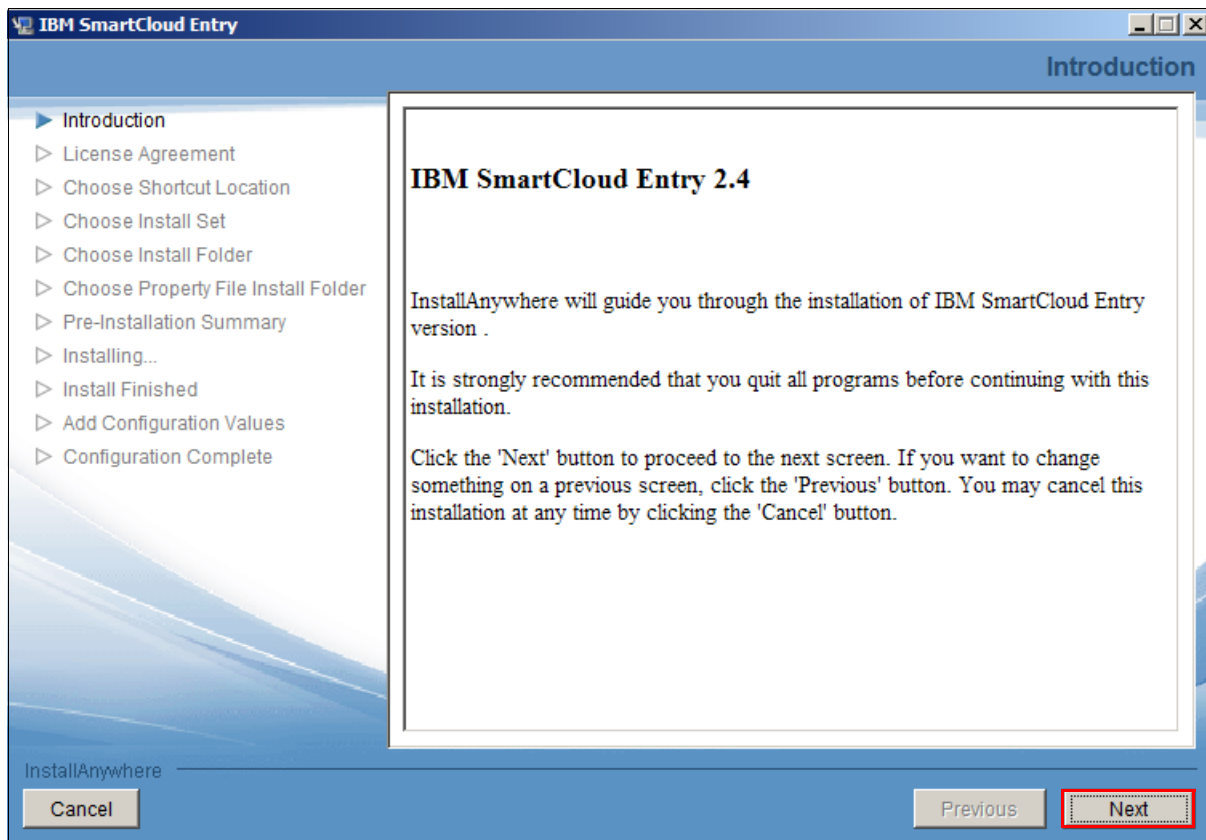 IBM SmartCloud Entry
Introduction
Introduction
License Agreement
Choose Shortcut Location
Choose Install Set
Choose Install Folder
Choose Property File Install Folder
Pre-Installation Summary
Installing...
Install Finished
Add Configuration Values
Configuration Complete
IBM SmartCloud Entry 2.4
InstallAnywhere will guide you through the installation of IBM SmartCloud Entry
version .
It is strongly recommended that you quit all programs before continuing with this
installation.
Click the 'Next' button to proceed to the next screen. If you want to change
something on a previous screen, click the 'Previous' button. You may cancel this
installation at any time by clicking the 'Cancel' button.
InstallAnywhere
Cancel
Previous
Next